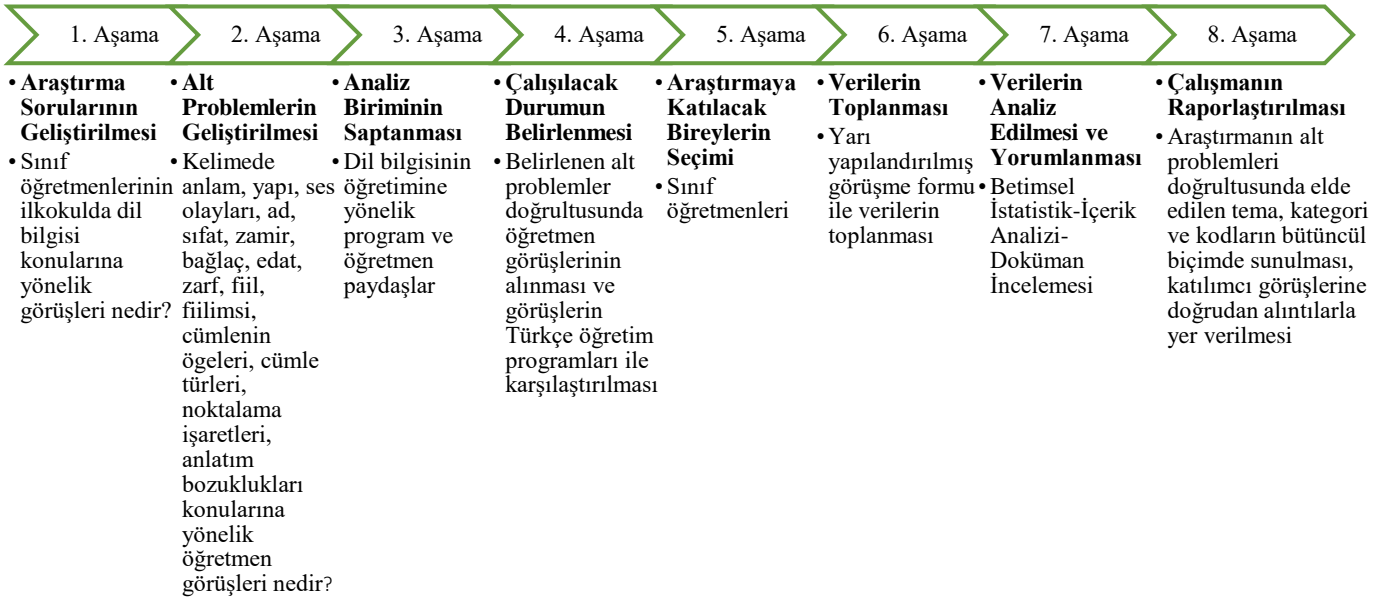 1. Aşama
2. Aşama
3. Aşama
4. Aşama
5. Aşama
6. Aşama
7. Aşama
8. Aşama
• Araştırma
Sorularının
Geliştirilmesi
• Sınıf
öğretmenlerinin
ilkokulda dil
bilgisi
konularına
yönelik
görüşleri nedir?
• Alt
Problemlerin
Geliştirilmesi
• Kelimede
anlam, yapı, ses
olayları, ad,
sıfat, zamir,
bağlaç, edat,
zarf, fiil,
fiilimsi,
cümlenin
ögeleri, cümle
türleri,
noktalama
işaretleri,
anlatım
bozuklukları
konularına
yönelik
öğretmen
görüşleri nedir?
• Analiz
Biriminin
Saptanması
• Dil bilgisinin
öğretimine
yönelik
program ve
öğretmen
paydaşlar
• Çalışılacak
Durumun
Belirlenmesi
• Belirlenen alt
problemler
doğrultusunda
öğretmen
görüşlerinin
alınması ve
görüşlerin
Türkçe öğretim
programları ile
karşılaştırılması
• Araştırmaya
Katılacak
Bireylerin
Seçimi
• Sınıf
öğretmenleri
• Verilerin
Toplanması
• Yarı
yapılandırılmış
görüşme formu
ile verilerin
toplanması
• Verilerin
Analiz
Edilmesi ve
Yorumlanması
• Betimsel
İstatistik-İçerik
Analizi-
Doküman
İncelemesi
• Çalışmanın
Raporlaştırılması
• Araştırmanın alt
problemleri
doğrultusunda elde
edilen tema, kategori
ve kodların bütüncül
biçimde sunulması,
katılımcı görüşlerine
doğrudan alıntılarla
yer verilmesi